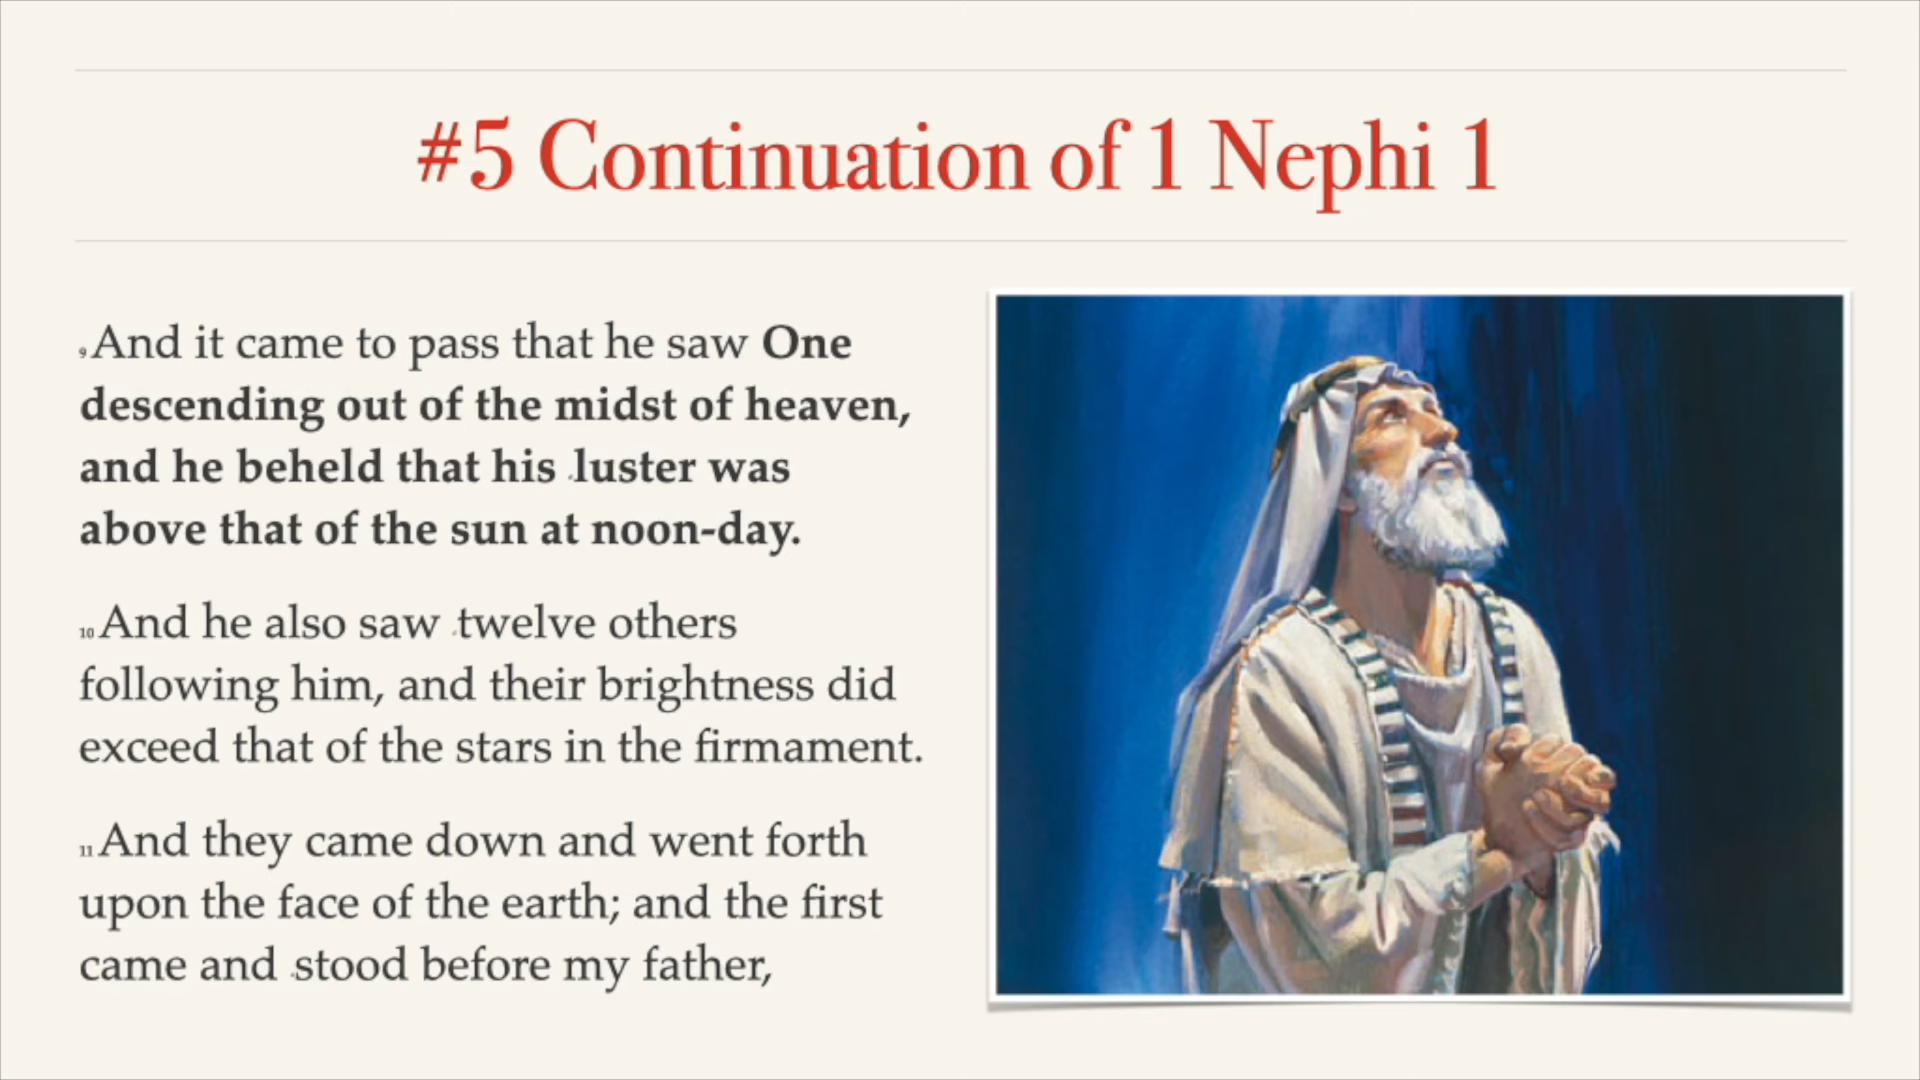 #5 Continuation of 1 Nephi 1
9 And it came to pass that he saw One
descending out of the midst of heaven,
and he beheld that his luster was
above that of the sun at noon-day.
10 And he also saw twelve others
following him, and their brightness did
exceed that of the stars in the firmament.
11 And they came down and went forth
upon the face of the earth; and the first
came and stood before my father,